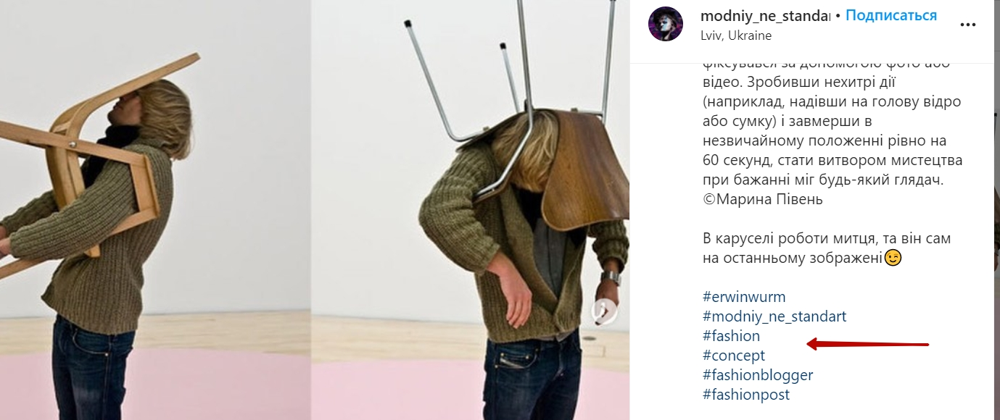 modniy_ne_standar • Подписаться
Lviv, Ukraine
фіксувався за допомогою фото або
відео. Зробивши нехитрі дії
(наприклад, надівши на голову відро
або сумку) і завмерши в
незвичайному положенні рівно на
60 секунд, стати витвором мистецтва
при бажанні міг будь-який глядач.
©Марина Півень
В каруселі роботи митця, та він сам
на останньому зображені😉
#erwinwurm
#modniy_ne_standart
#fashion
#concept
#fashionblogger
#fashionpost